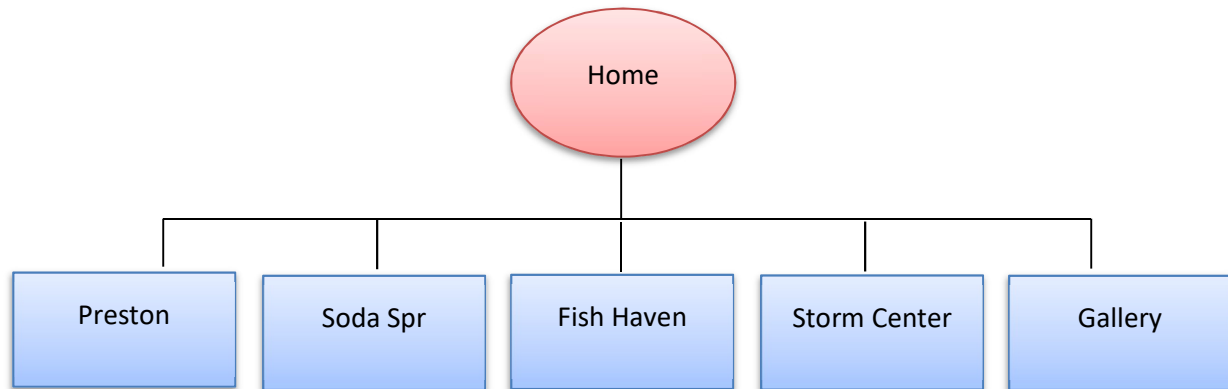 Home
Preston
Soda Spr
Fish Haven
Storm Center
Gallery